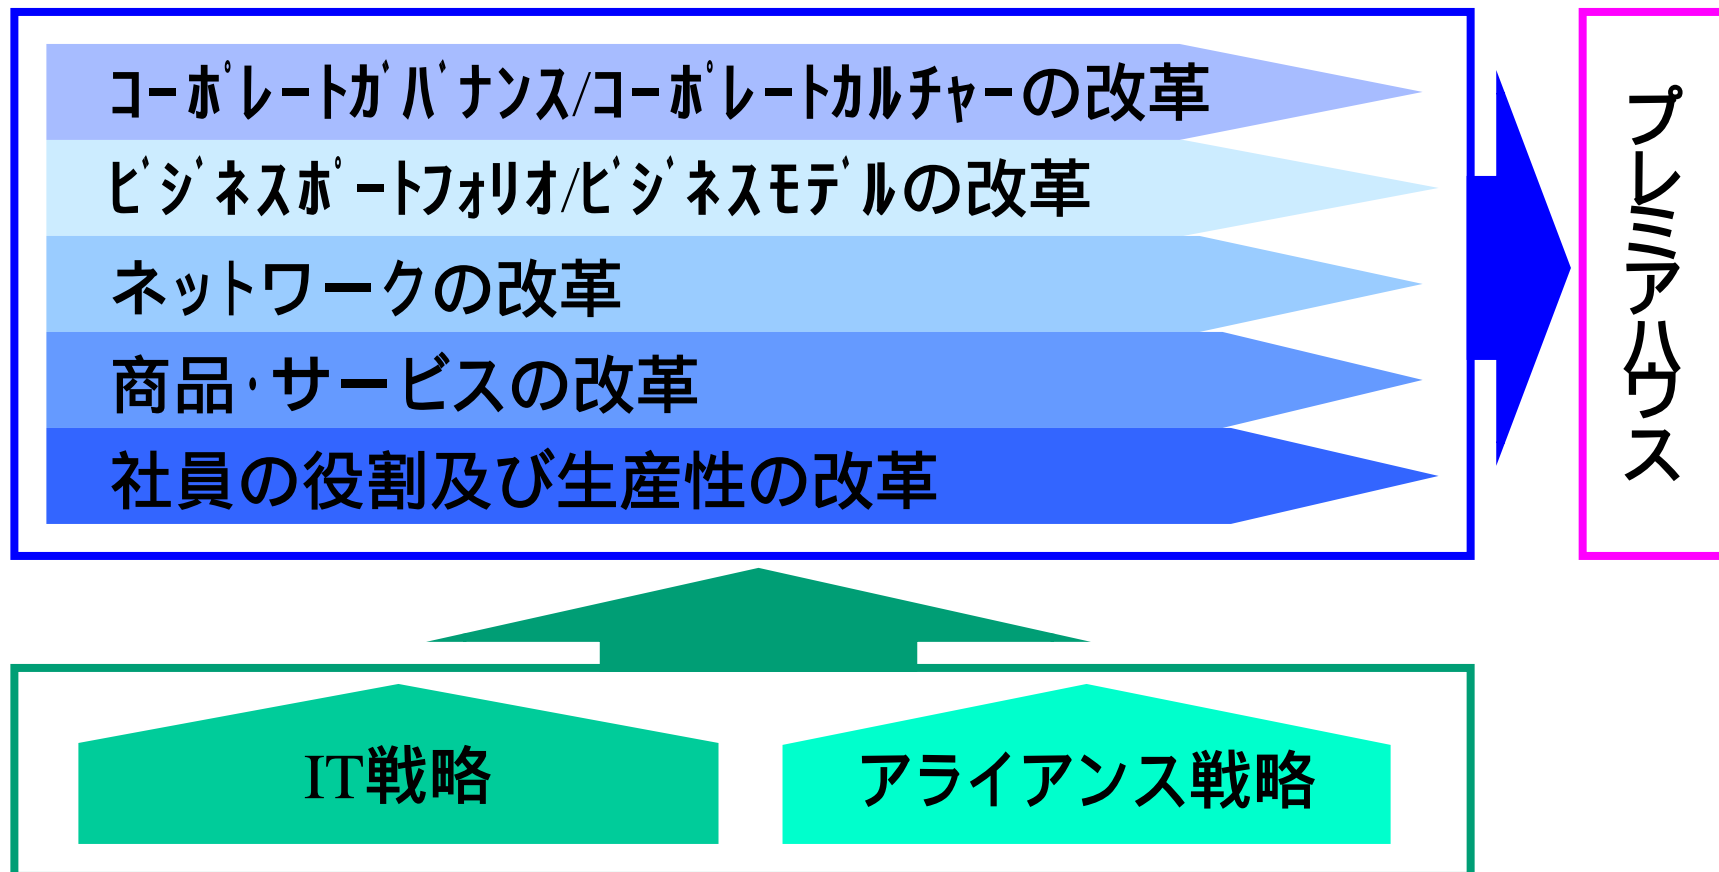 ｺｰﾎﾟﾚｰﾄｶﾞﾊﾞﾅﾝｽ/ｺｰﾎﾟﾚｰﾄｶﾙﾁｬｰの改革
ﾋﾞｼﾞﾈｽﾎﾟｰﾄﾌｫﾘｵ/ﾋﾞｼﾞﾈｽﾓﾃﾞﾙの改革
ネットワークの改革
商品･サービスの改革
社員の役割及び生産性の改革
プレミアハウス
IT戦略
アライアンス戦略